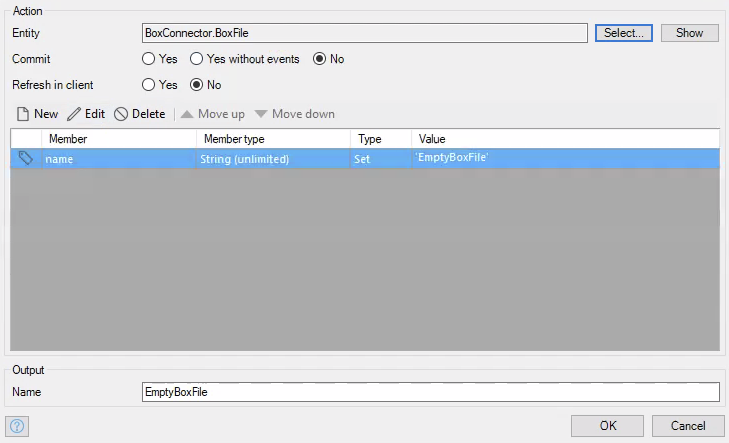 Action
Entity BoxConnector.BoxFile Select... Show
Commit Yes Yes without events No
Refresh in client Yes No
New Edit Delete Move up Move down
Member Member type Type Value
name String (unlimited) Set 'EmptyBoxFile'
Output
Name EmptyBoxFile
? OK Cancel